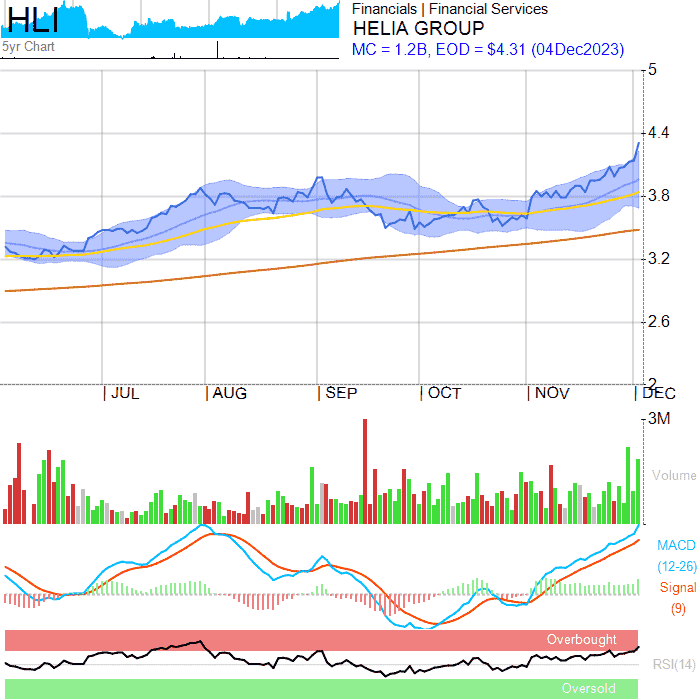 HLI
5yr Chart
Financials | Financial Services
HELIA GROUP
MC = 1.2B, EOD = $4.31 (04Dec2023)
5
4.4
3.8
3.2
2.6
2
JUL
AUG
SEP
OCT
NOV
DEC
3M
Volume
MACD
(12-26)
Signal
(9)
Overbought
RSI(14)
Oversold